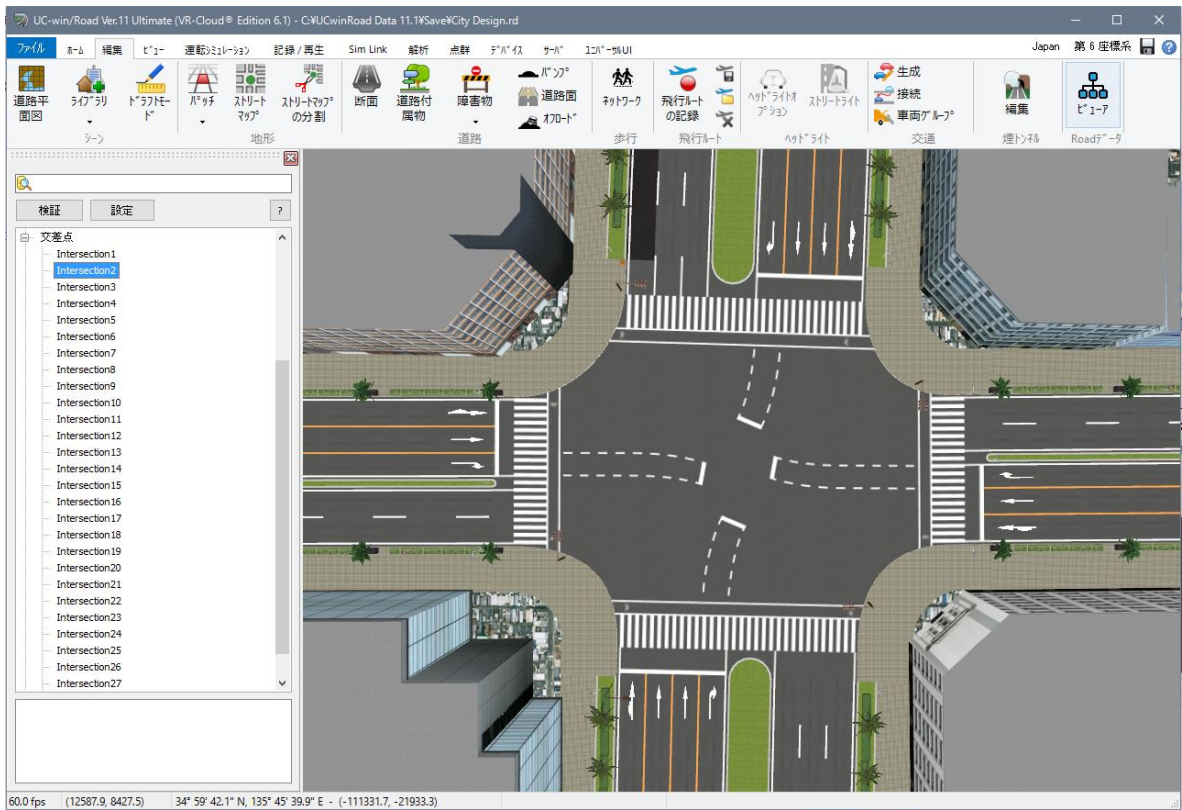 UC-win/Road Ver.11 Ultimate (VR-Cloud® Edition 6.1) - C:¥UCwinRoad Data 11.1¥Save¥City Design.rd
ファイル ホーム 編集 ビュー 運転シミュレーション 記録/再生 Sim Link 解析 点群 デバイス サーバ ユニバーサルUI Japan 第 6 座標系
道路平面図
ライブラリ
ドラフトモード
シーン
パッチ
ストリートマップ
ストリートマップの分割
地形
断面
道路付属物
障害物
バンプ
道路面
オフロード
道路
ネットワーク
歩行
飛行ルートの記録
飛行ルート
ヘッドライトオプション
ストリートライト
ヘッドライト
生成
接続
車両グループ
交通
編集
煙トンネル
ビューア
Roadデータ
検証 設定 ?
交差点
Intersection1
Intersection2
Intersection3
Intersection4
Intersection5
Intersection6
Intersection7
Intersection8
Intersection9
Intersection10
Intersection11
Intersection12
Intersection13
Intersection14
Intersection15
Intersection16
Intersection17
Intersection18
Intersection19
Intersection20
Intersection21
Intersection22
Intersection23
Intersection24
Intersection25
Intersection26
Intersection27
60.0 fps (12587.9, 8427.5) 34° 59' 42.1" N, 135° 45' 39.9" E - (-111331.7, -21933.3)